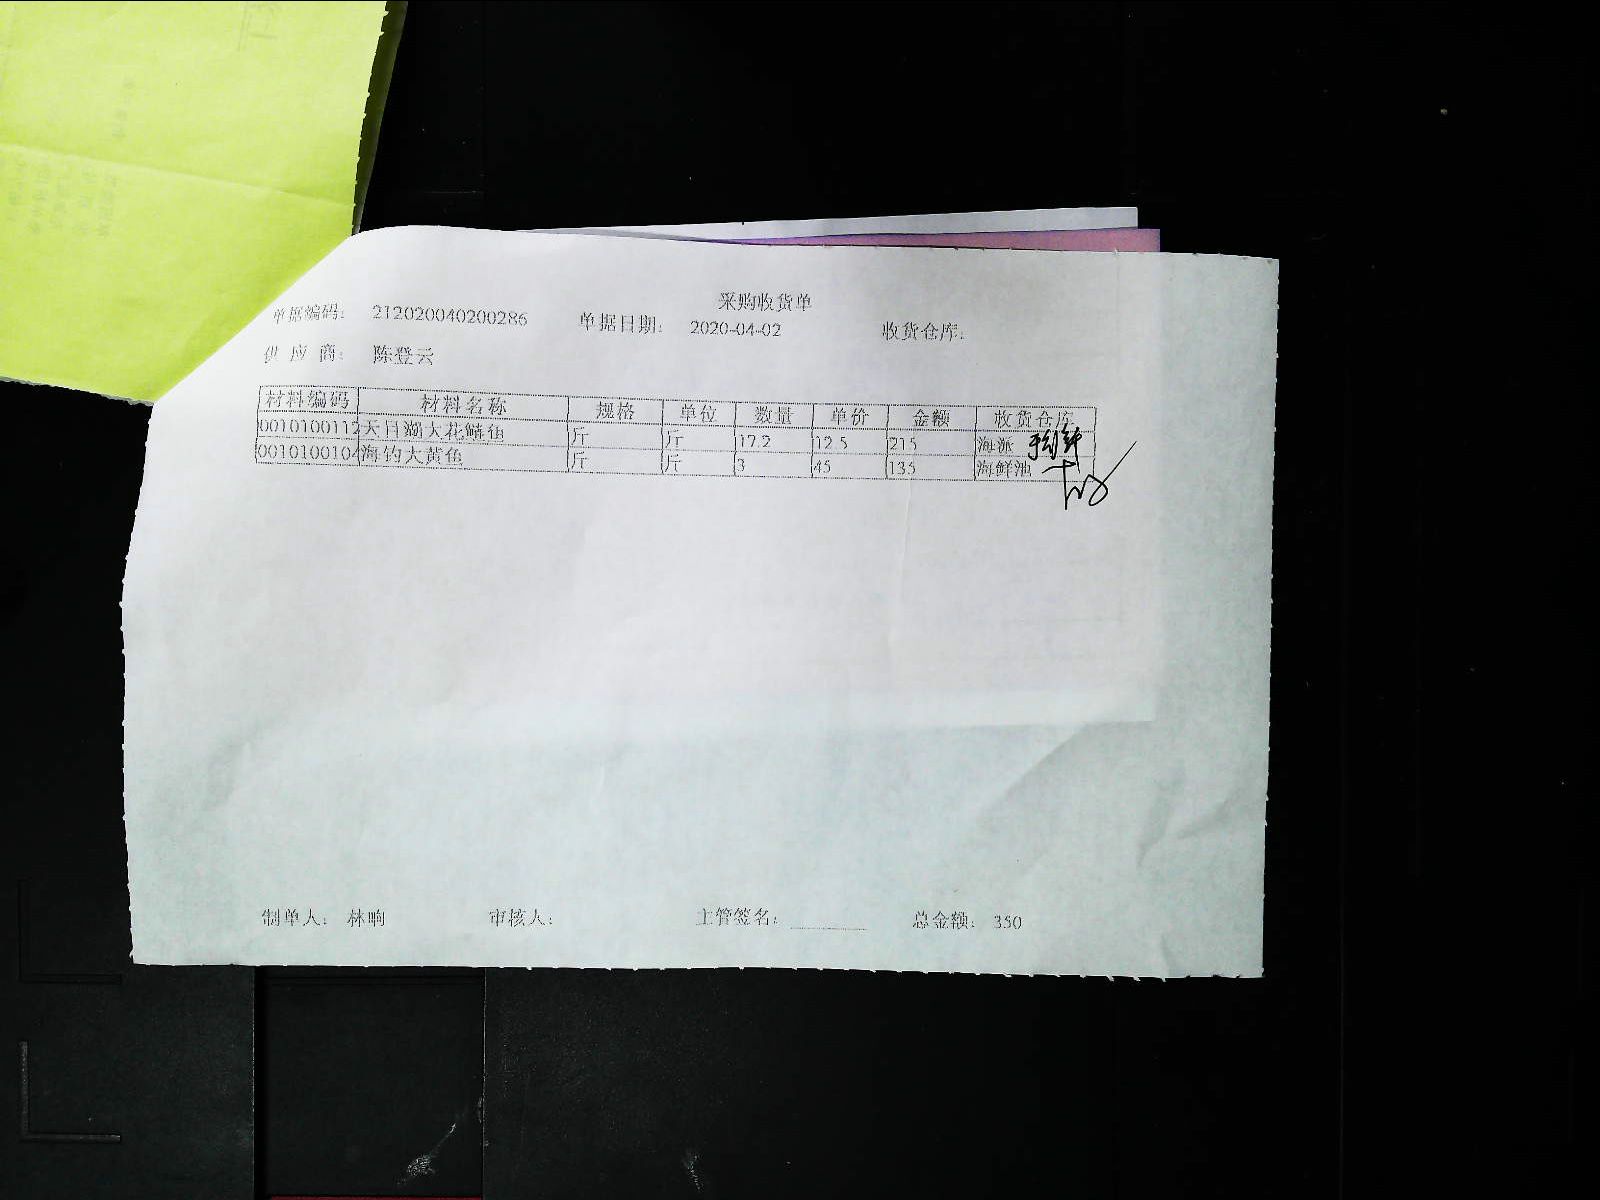 采购收货单
单据编码: 212020040200286 单据日期: 2020-04-02 收货仓库:
供应商: 陈登云
材料编码 材料名称 规格 单位 数量 单价 金额 收货仓库
0010100112 天目湖大花鲢鱼 斤 斤 17.2 12.5 215 海派
0010100104 海钓大黄鱼 斤 斤 3 45 135 海鲜池
制单人: 林晌 审核人: 主管签名: 总金额: 350